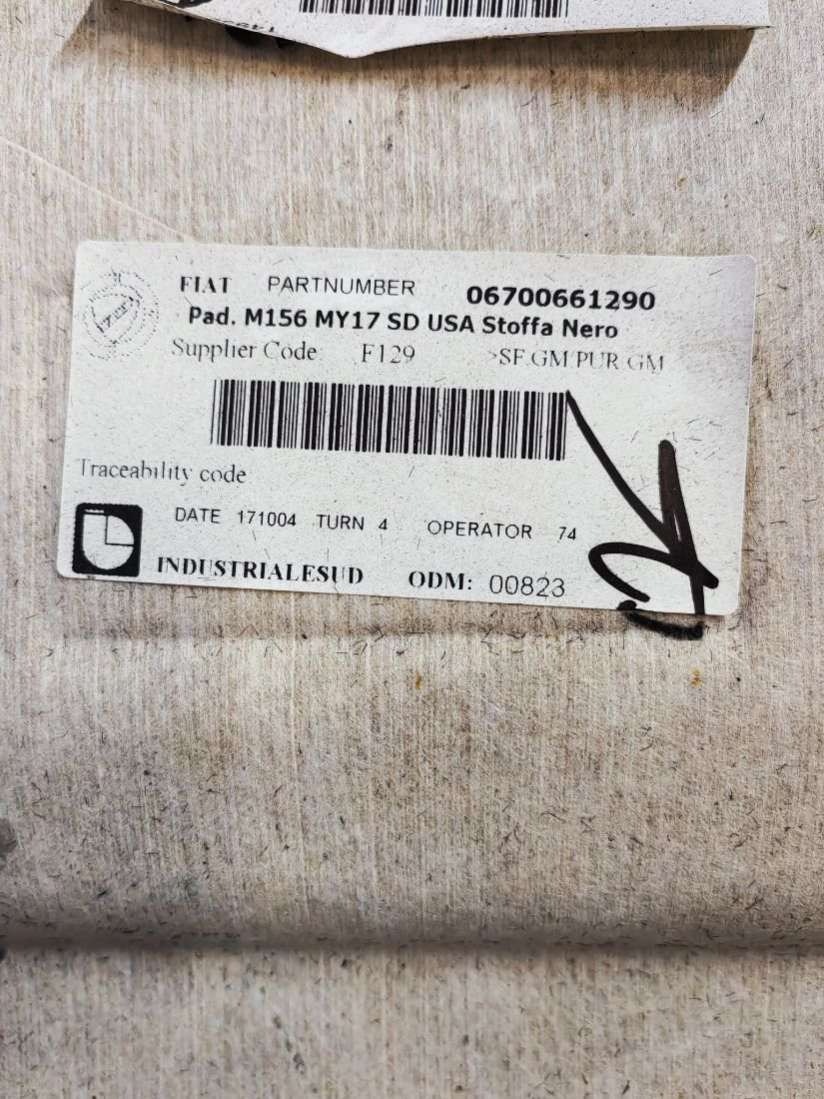 FIAT PARTNUMBER 06700661290
Pad. M156 MY17 SD USA Stoffa Nero
Supplier Code F129 >SF.GM/PUR.GM
Traceability code
DATE 171004 TURN 4 OPERATOR 74
INDUSTRIALESUD ODM: 00823